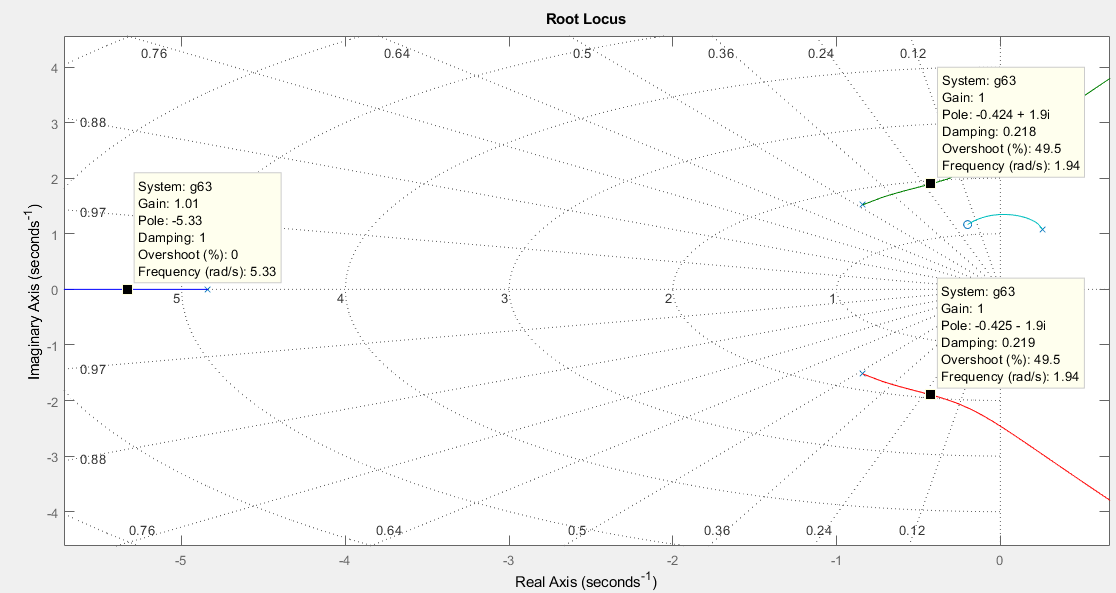 Root Locus
0.76
0.64
0.5
0.36
0.24
0.12
4
3
2
1
0
-1
-2
-3
-4
0.88
0.97
0.97
0.88
System: g63
Gain: 1
Pole: -0.424 + 1.9i
Damping: 0.218
Overshoot (%): 49.5
Frequency (rad/s): 1.94
System: g63
Gain: 1.01
Pole: -5.33
Damping: 1
Overshoot (%): 0
Frequency (rad/s): 5.33
5
4
3
2
1
System: g63
Gain: 1
Pole: -0.425 - 1.9i
Damping: 0.219
Overshoot (%): 49.5
Frequency (rad/s): 1.94
0.76
0.64
0.5
0.36
0.24
0.12
-5
-4
-3
-2
-1
0
Imaginary Axis (seconds⁻¹)
Real Axis (seconds⁻¹)